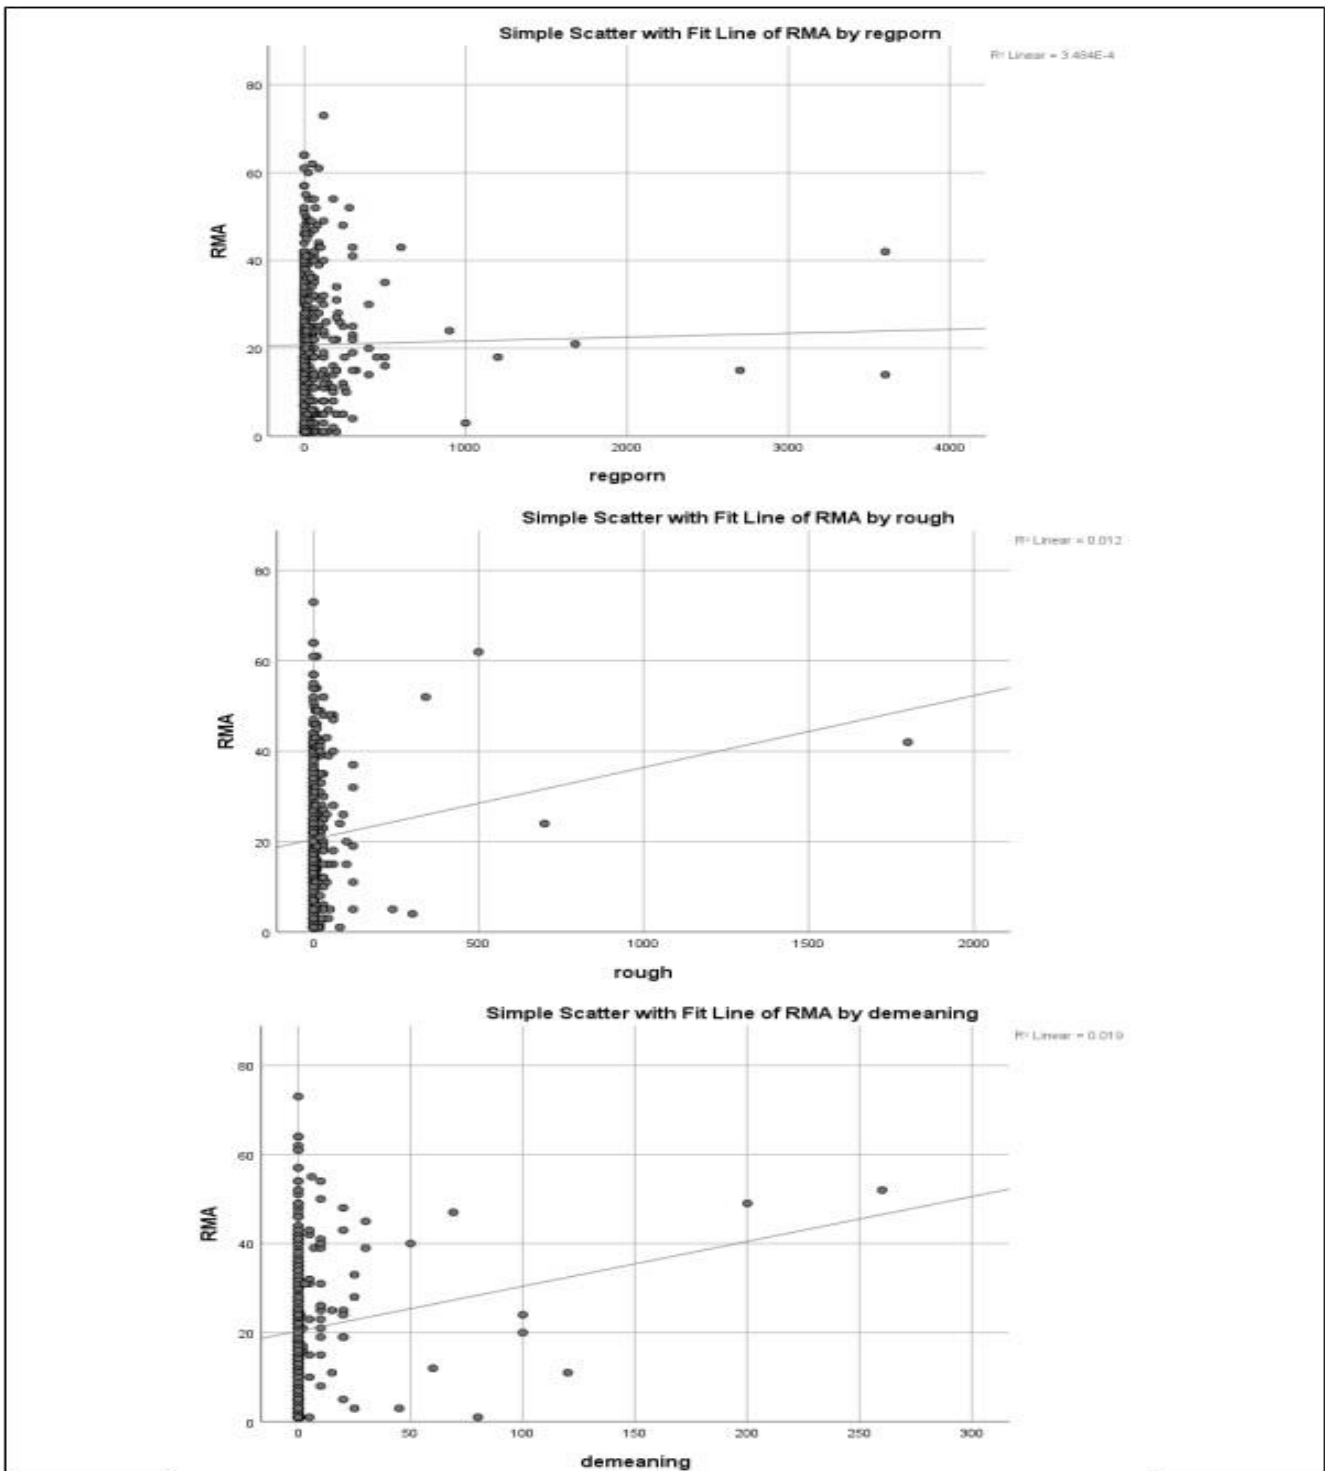 Simple Scatter with Fit Line of RMA by regporn
R² Linear = 3.484E-4
80
60
40
20
0
RMA
0 1000 2000 3000 4000
regporn
Simple Scatter with Fit Line of RMA by rough
R² Linear = 0.012
80
60
40
20
0
RMA
0 500 1000 1500 2000
rough
Simple Scatter with Fit Line of RMA by demeaning
R² Linear = 0.019
80
60
40
20
0
RMA
0 50 100 150 200 250 300
demeaning